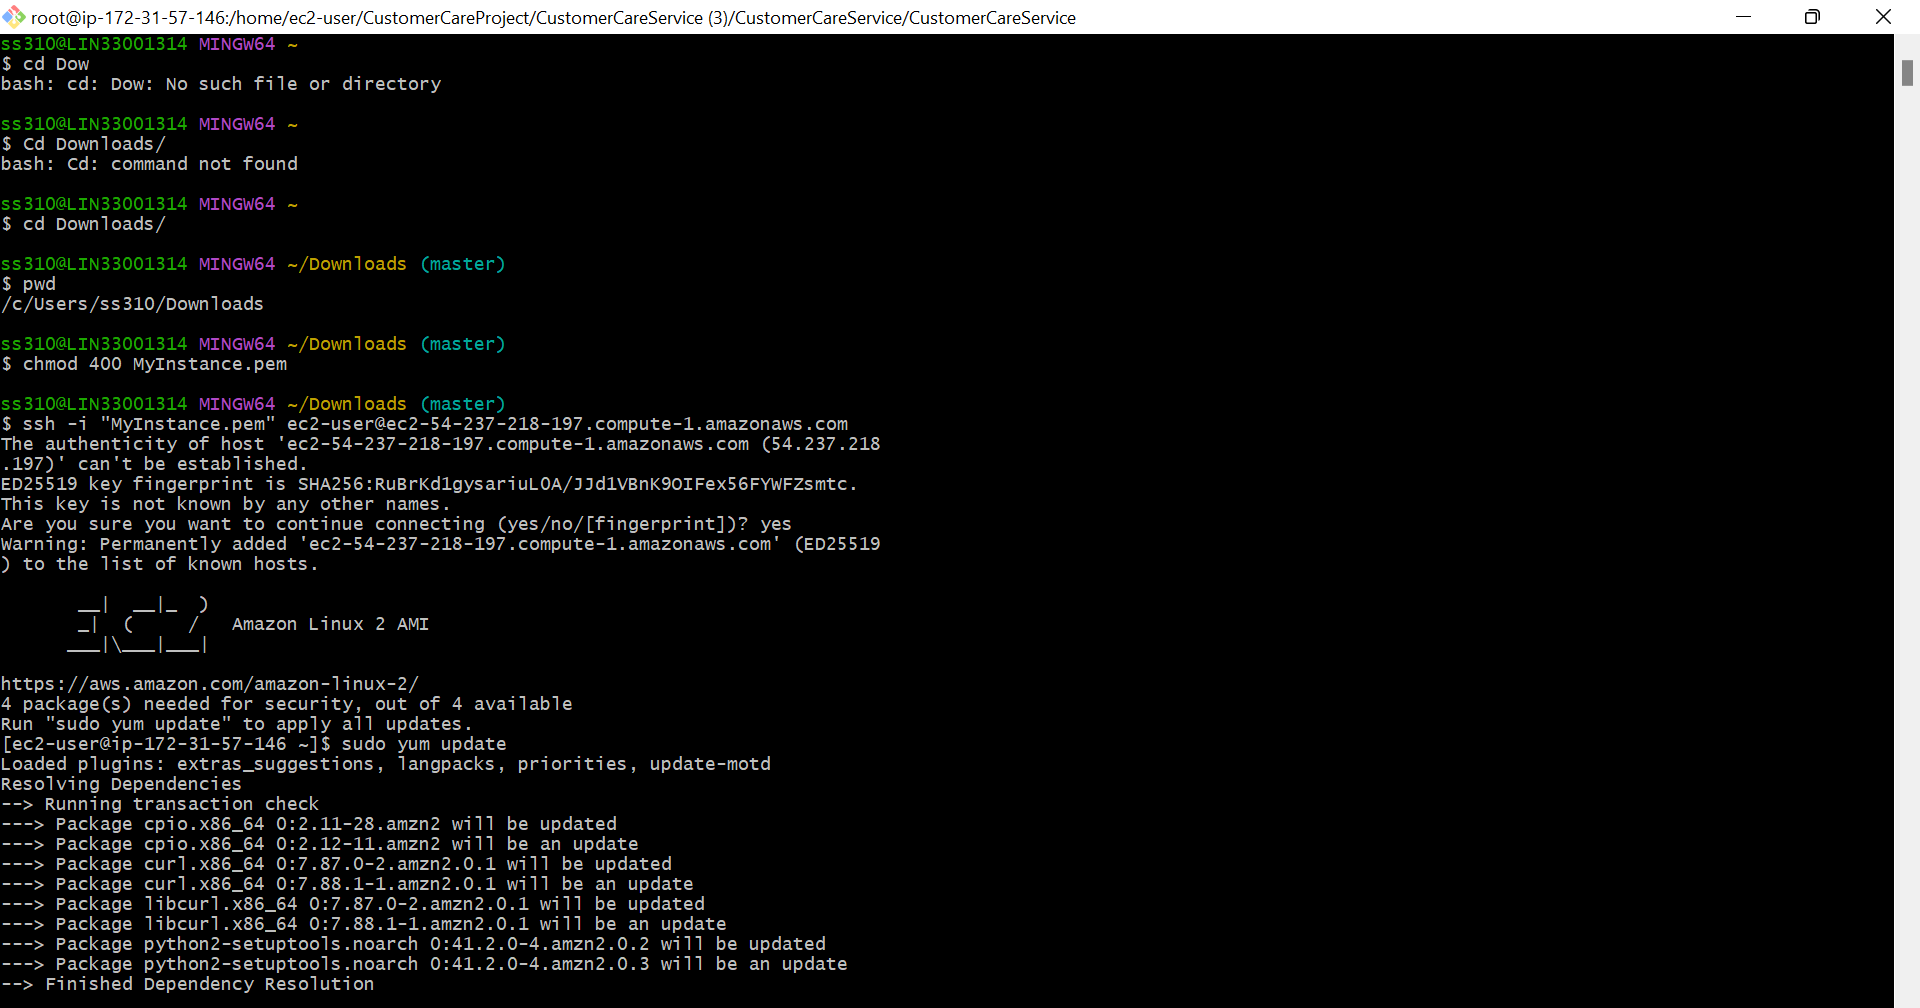 root@ip-172-31-57-146:/home/ec2-user/CustomerCareProject/CustomerCareService (3)/CustomerCareService/CustomerCareService
ss310@LIN33001314 MINGW64 ~
$ cd Dow
bash: cd: Dow: No such file or directory
ss310@LIN33001314 MINGW64 ~
$ Cd Downloads/
bash: Cd: command not found
ss310@LIN33001314 MINGW64 ~
$ cd Downloads/
ss310@LIN33001314 MINGW64 ~/Downloads (master)
$ pwd
/c/Users/ss310/Downloads
ss310@LIN33001314 MINGW64 ~/Downloads (master)
$ chmod 400 MyInstance.pem
ss310@LIN33001314 MINGW64 ~/Downloads (master)
$ ssh -i "MyInstance.pem" ec2-user@ec2-54-237-218-197.compute-1.amazonaws.com
The authenticity of host 'ec2-54-237-218-197.compute-1.amazonaws.com (54.237.218
.197)' can't be established.
ED25519 key fingerprint is SHA256:RuBrKd1gysariuLOA/JJd1VBnK9OIFex56FYWFZsmtc.
This key is not known by any other names.
Are you sure you want to continue connecting (yes/no/[fingerprint])? yes
Warning: Permanently added 'ec2-54-237-218-197.compute-1.amazonaws.com' (ED25519
) to the list of known hosts.
       __|  __|_  )
       _|  (     /   Amazon Linux 2 AMI
      ___|\___|___|
https://aws.amazon.com/amazon-linux-2/
4 package(s) needed for security, out of 4 available
Run "sudo yum update" to apply all updates.
[ec2-user@ip-172-31-57-146 ~]$ sudo yum update
Loaded plugins: extras_suggestions, langpacks, priorities, update-motd
Resolving Dependencies
--> Running transaction check
---> Package cpio.x86_64 0:2.11-28.amzn2 will be updated
---> Package cpio.x86_64 0:2.12-11.amzn2 will be an update
---> Package curl.x86_64 0:7.87.0-2.amzn2.0.1 will be updated
---> Package curl.x86_64 0:7.88.1-1.amzn2.0.1 will be an update
---> Package libcurl.x86_64 0:7.87.0-2.amzn2.0.1 will be updated
---> Package libcurl.x86_64 0:7.88.1-1.amzn2.0.1 will be an update
---> Package python2-setuptools.noarch 0:41.2.0-4.amzn2.0.2 will be updated
---> Package python2-setuptools.noarch 0:41.2.0-4.amzn2.0.3 will be an update
--> Finished Dependency Resolution